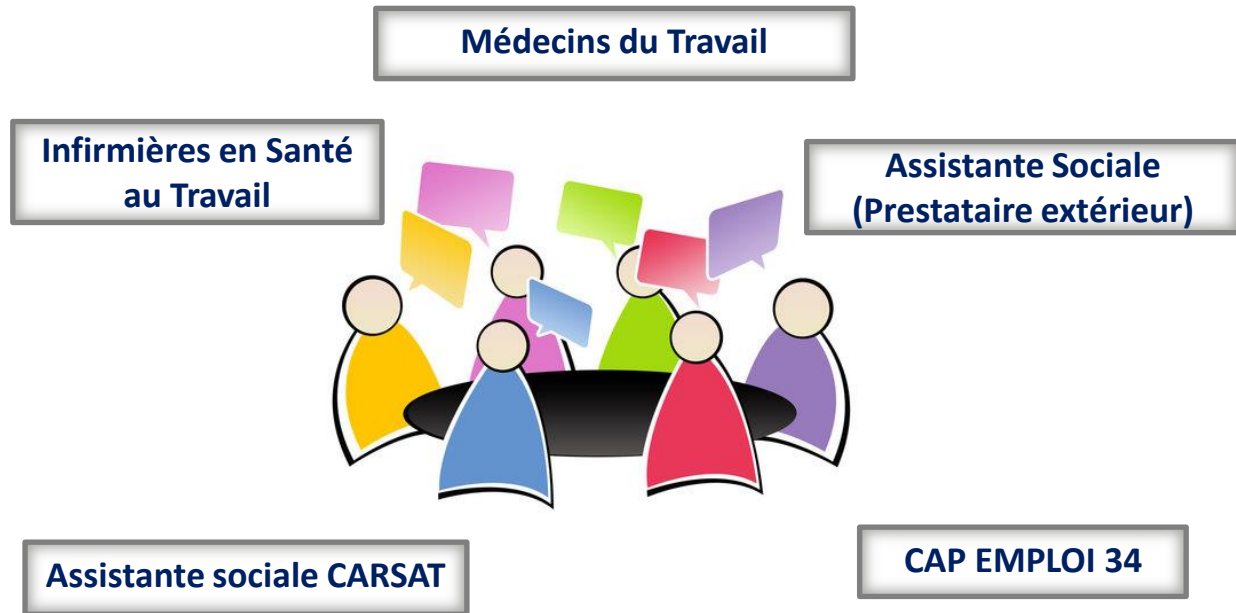 Médecins du Travail
Infirmières en Santé
au Travail
Assistante Sociale
(Prestataire extérieur)
Assistante sociale CARSAT
CAP EMPLOI 34